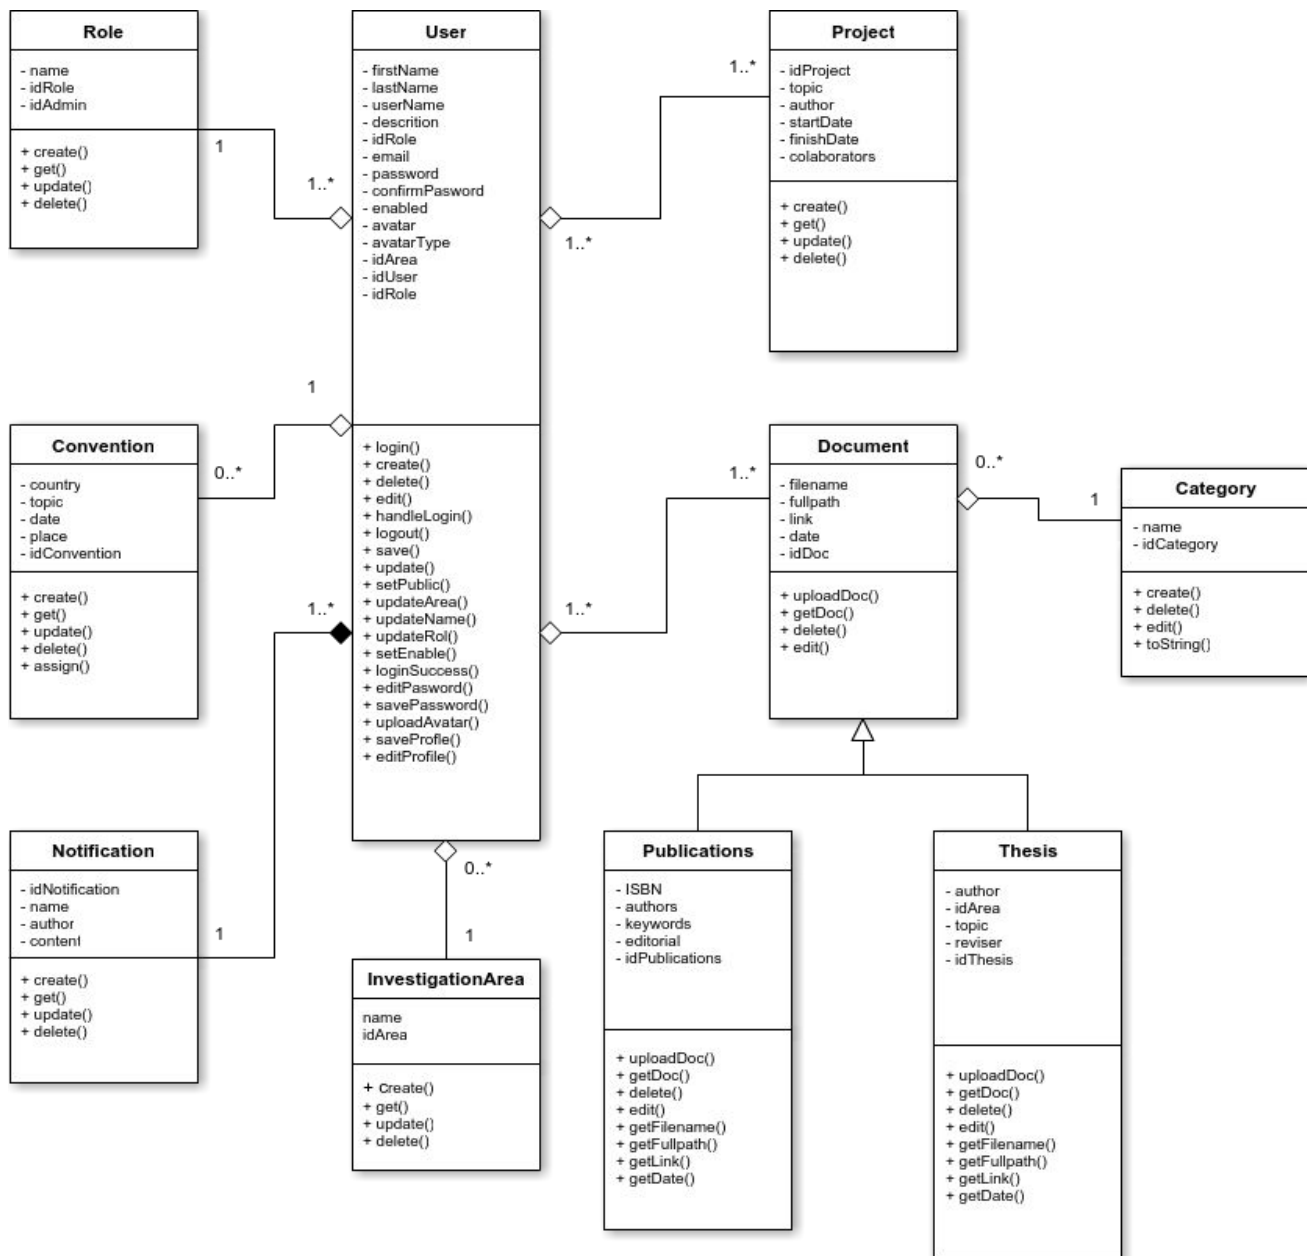 Role
- name
- idRole
- idAdmin
+ create()
+ get()
+ update()
+ delete()
1
1..*
User
- firstName
- lastName
- userName
- descrition
- idRole
- email
- password
- confirmPasword
- enabled
- avatar
- avatarType
- idArea
- idUser
- idRole
+ login()
+ create()
+ delete()
+ edit()
+ handleLogin()
+ logout()
+ save()
+ update()
+ setPublic()
+ updateArea()
+ updateName()
+ updateRol()
+ setEnable()
+ loginSuccess()
+ editPasword()
+ savePassword()
+ uploadAvatar()
+ saveProfle()
+ editProfile()
1..*
1..*
Project
- idProject
- topic
- author
- startDate
- finishDate
- colaborators
+ create()
+ get()
+ update()
+ delete()
1
0..*
Convention
- country
- topic
- date
- place
- idConvention
+ create()
+ get()
+ update()
+ delete()
+ assign()
1..*
1..*
1..*
Document
- filename
- fullpath
- link
- date
- idDoc
+ uploadDoc()
+ getDoc()
+ delete()
+ edit()
0..*
1
Category
- name
- idCategory
+ create()
+ delete()
+ edit()
+ toString()
Notification
- idNotification
- name
- author
- content
+ create()
+ get()
+ update()
+ delete()
1
0..*
1
InvestigationArea
name
idArea
+ create()
+ get()
+ update()
+ delete()
Publications
- ISBN
- authors
- keywords
- editorial
- idPublications
+ uploadDoc()
+ getDoc()
+ delete()
+ edit()
+ getFilename()
+ getFullpath()
+ getLink()
+ getDate()
Thesis
- author
- idArea
- topic
- reviser
- idThesis
+ uploadDoc()
+ getDoc()
+ delete()
+ edit()
+ getFilename()
+ getFullpath()
+ getLink()
+ getDate()